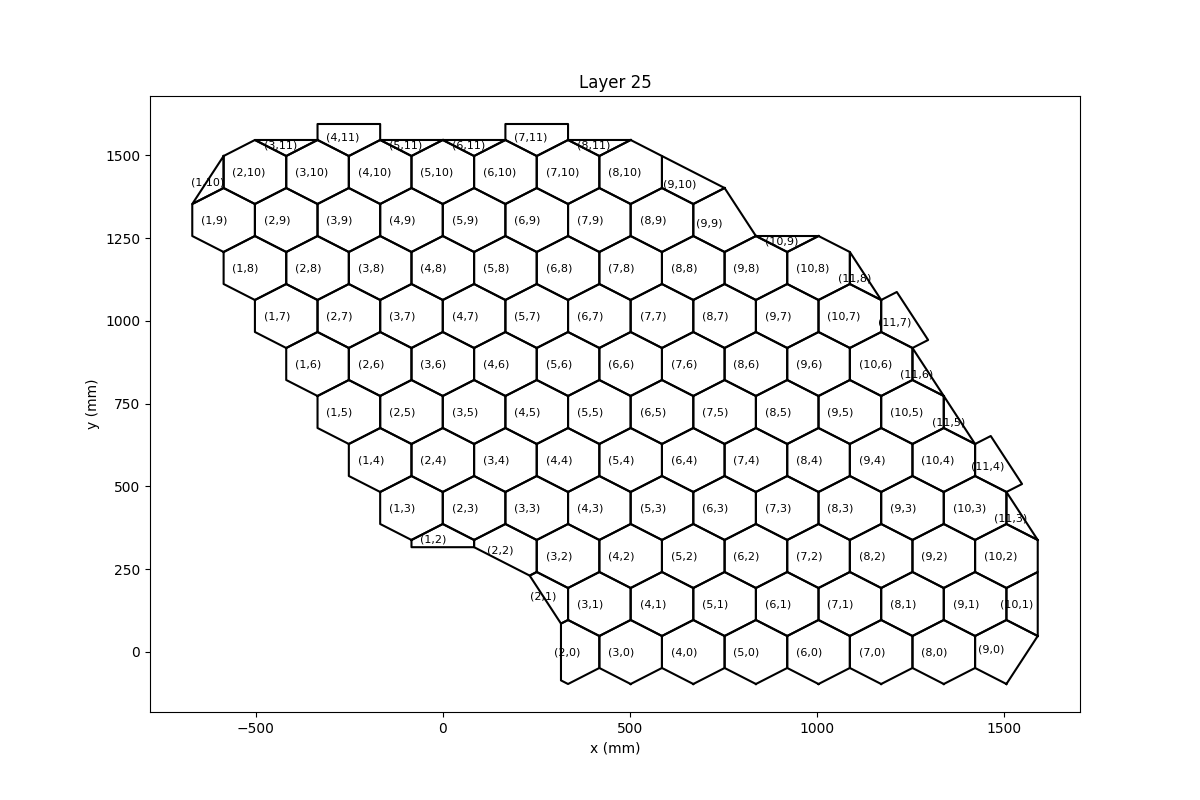 Layer 25
(3,11) (4,11) (5,11) (6,11) (7,11) (8,11)
(1,10) (2,10) (3,10) (4,10) (5,10) (6,10) (7,10) (8,10) (9,10)
(1,9) (2,9) (3,9) (4,9) (5,9) (6,9) (7,9) (8,9) (9,9) (10,9)
(1,8) (2,8) (3,8) (4,8) (5,8) (6,8) (7,8) (8,8) (9,8) (10,8) (11,8)
(1,7) (2,7) (3,7) (4,7) (5,7) (6,7) (7,7) (8,7) (9,7) (10,7) (11,7)
(1,6) (2,6) (3,6) (4,6) (5,6) (6,6) (7,6) (8,6) (9,6) (10,6) (11,6)
(1,5) (2,5) (3,5) (4,5) (5,5) (6,5) (7,5) (8,5) (9,5) (10,5) (11,5)
(1,4) (2,4) (3,4) (4,4) (5,4) (6,4) (7,4) (8,4) (9,4) (10,4) (11,4)
(1,3) (2,3) (3,3) (4,3) (5,3) (6,3) (7,3) (8,3) (9,3) (10,3) (11,3)
(1,2) (2,2) (3,2) (4,2) (5,2) (6,2) (7,2) (8,2) (9,2) (10,2)
(2,1) (3,1) (4,1) (5,1) (6,1) (7,1) (8,1) (9,1) (10,1)
(2,0) (3,0) (4,0) (5,0) (6,0) (7,0) (8,0) (9,0)
1500
1250
1000
750
500
250
0
y (mm)
−500 0 500 1000 1500
x (mm)